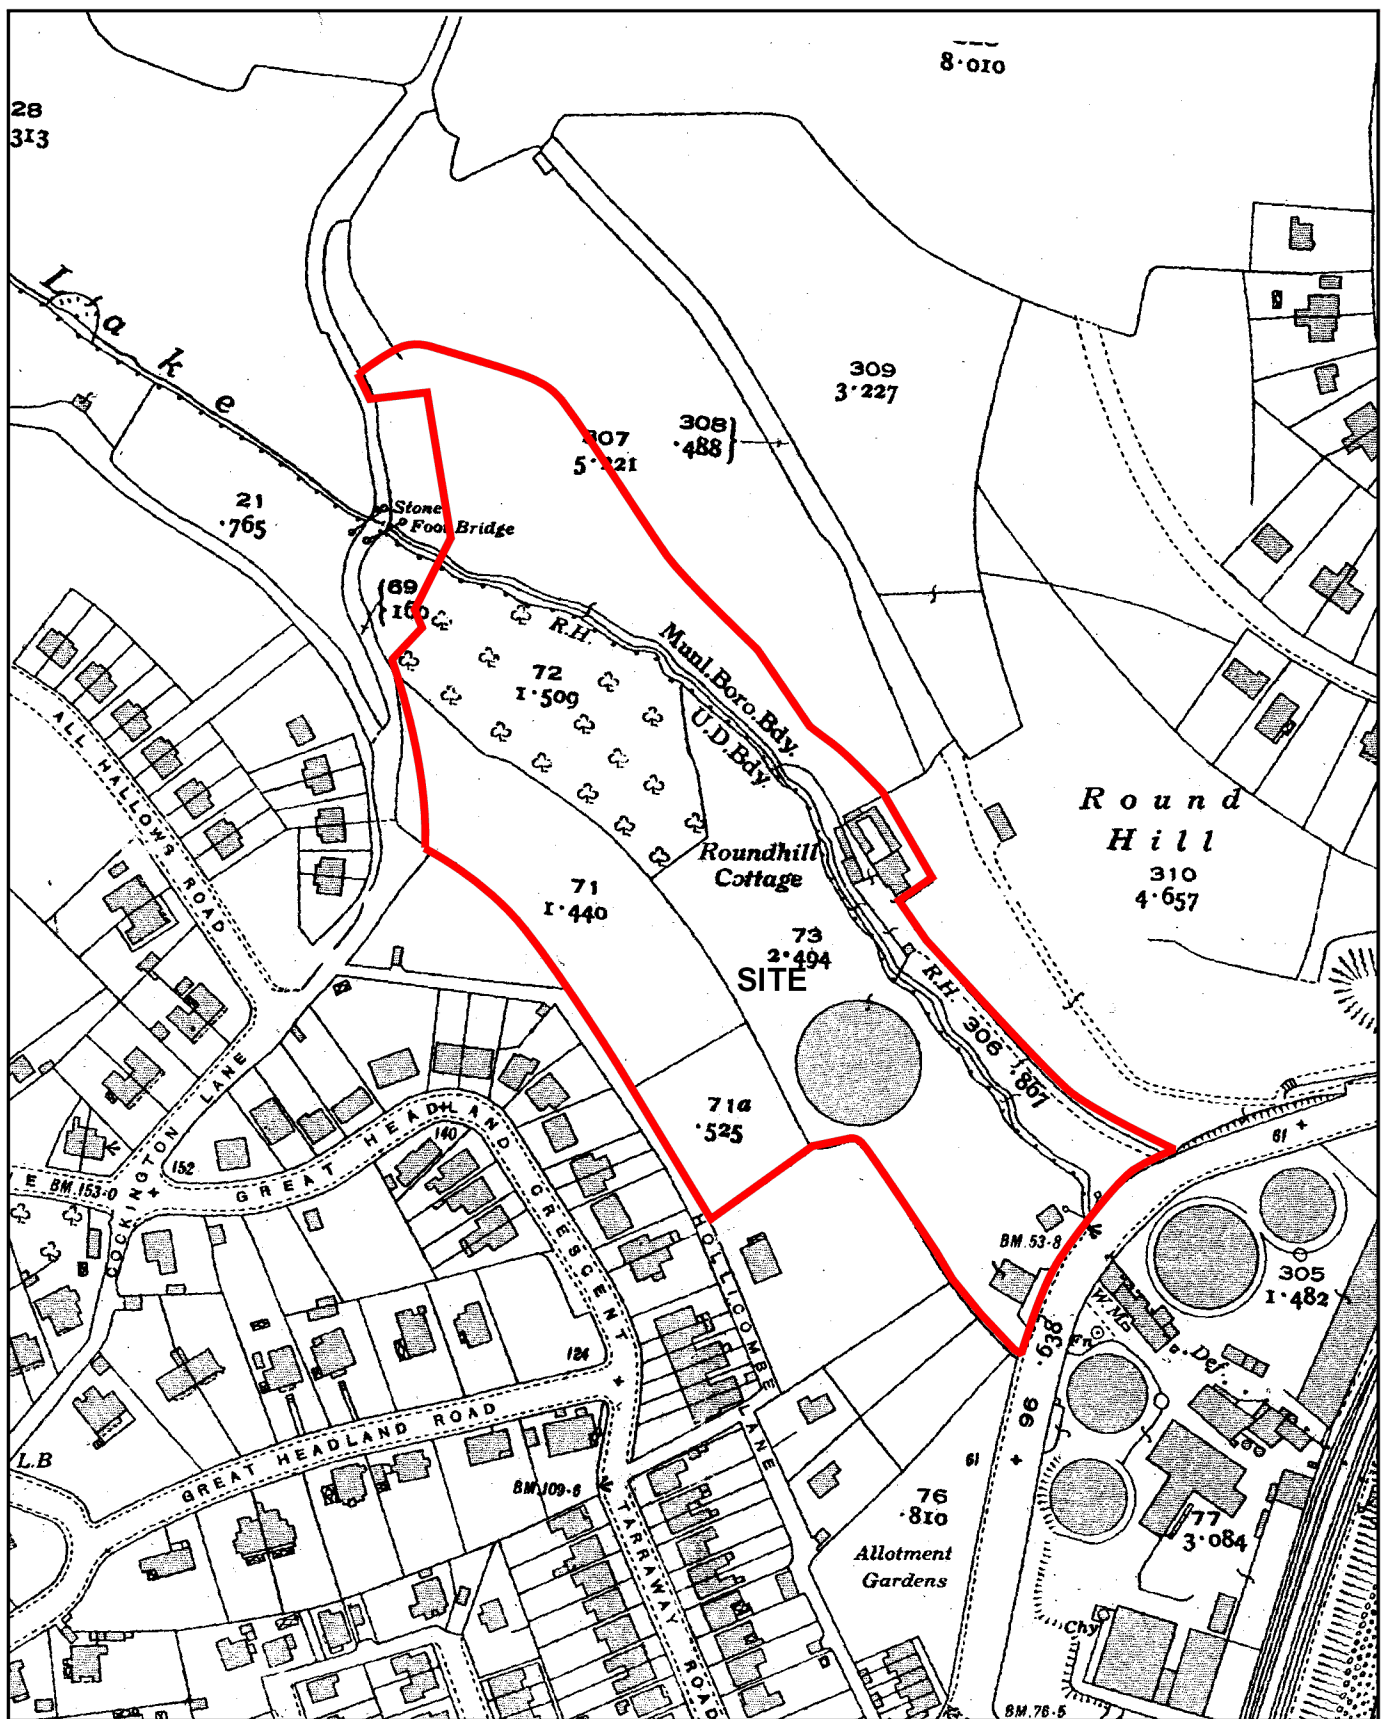 8·010
28
313
Lake
309
3·227
308
·488
307
5·221
21
·765
Stone
Foot Bridge
69
·160
R.H.
Munl. Boro. Bdy.
U.D. Bdy.
72
1·509
ALL HALLOWS ROAD
Round
Hill
310
4·657
Roundhill
Cottage
71
1·440
73
2·494
SITE
R.H.
306
·867
71a
·525
61
COCKINGTON LANE
152
BM.153·0
E
GREAT HEADLAND CRESCENT
140
HOLLICOMBE LANE
BM.53·8
305
1·482
W.M.
Fn
Def.
·638
96
124
GREAT HEADLAND ROAD
L.B
BM.109·6
TARRAWAY ROAD
61
76
·810
Allotment
Gardens
77
3·084
Chy
BM.76·5